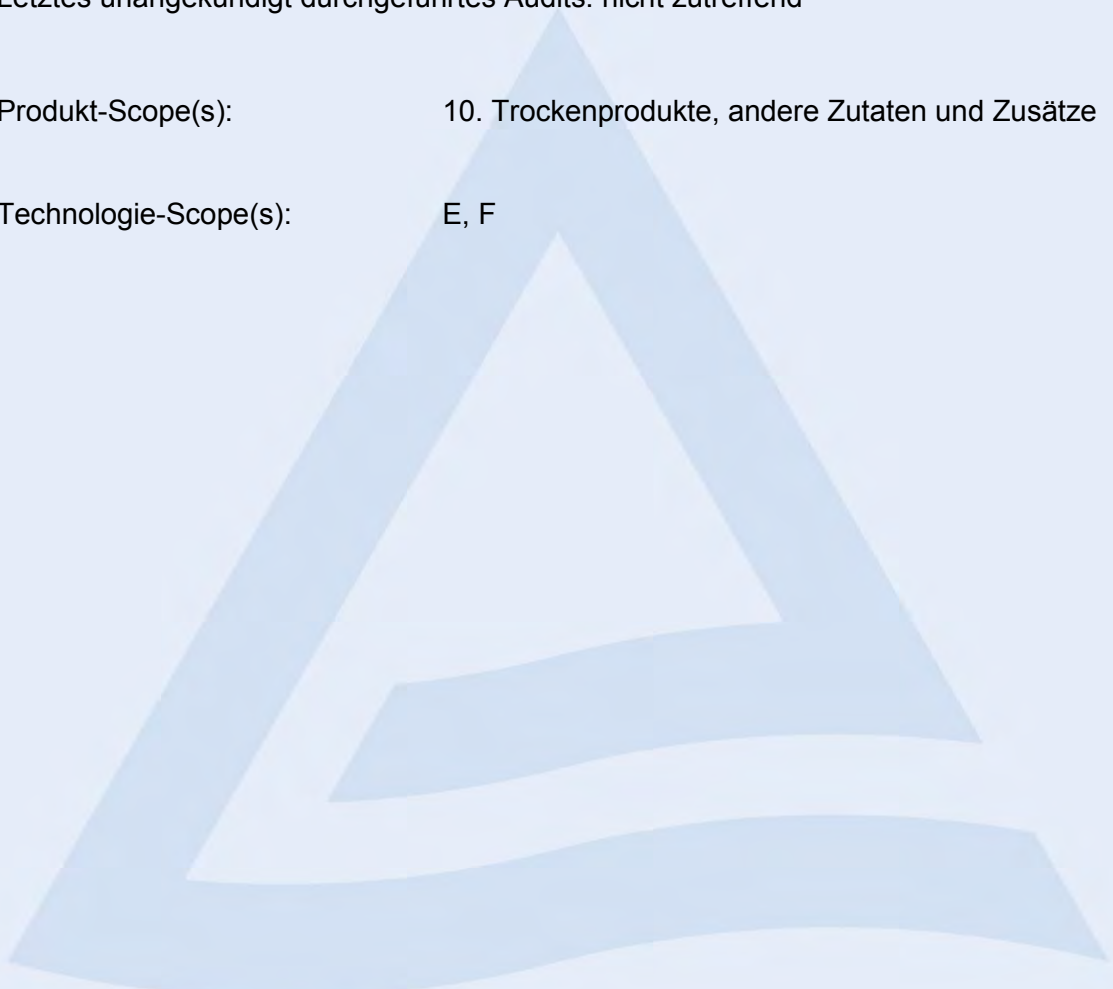 Produkt-Scope(s): 10. Trockenprodukte, andere Zutaten und Zusätze
Technologie-Scope(s): E, F